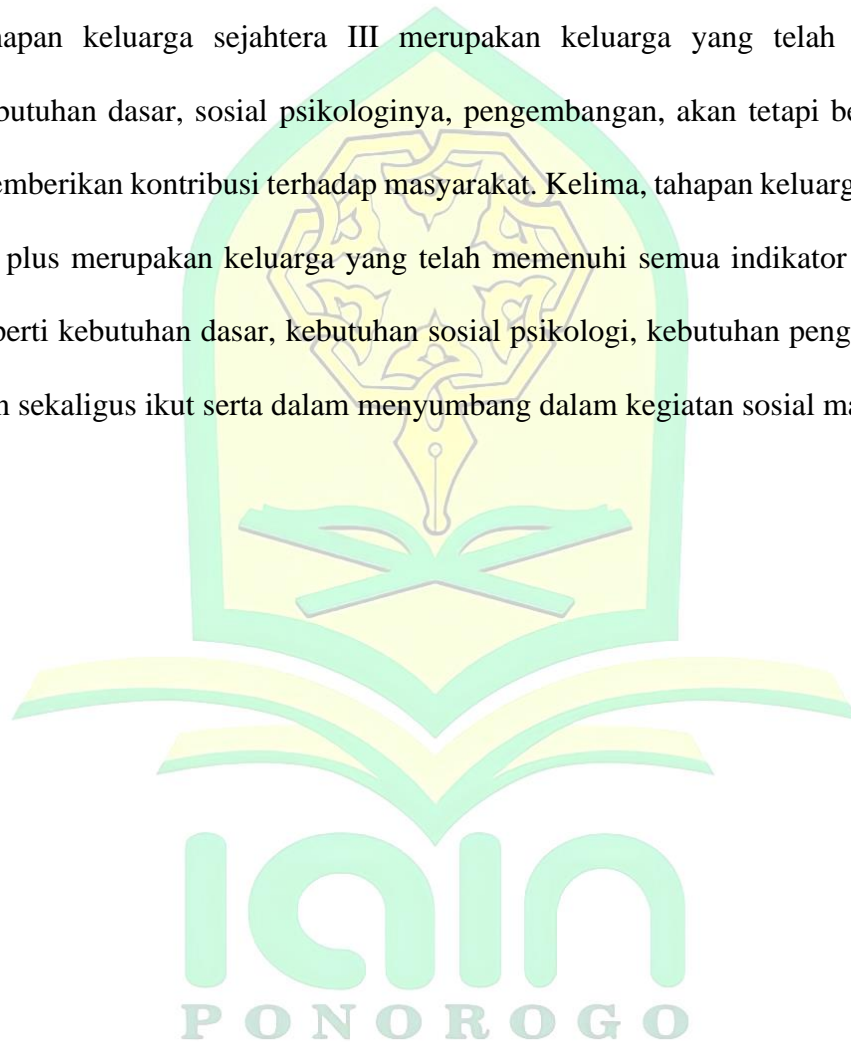 hapan keluarga sejahtera III merupakan keluarga yang telah
butuhan dasar, sosial psikologinya, pengembangan, akan tetapi be
emberikan kontribusi terhadap masyarakat. Kelima, tahapan keluarg
plus merupakan keluarga yang telah memenuhi semua indikator
perti kebutuhan dasar, kebutuhan sosial psikologi, kebutuhan peng
n sekaligus ikut serta dalam menyumbang dalam kegiatan sosial ma
iain
PONOROGO